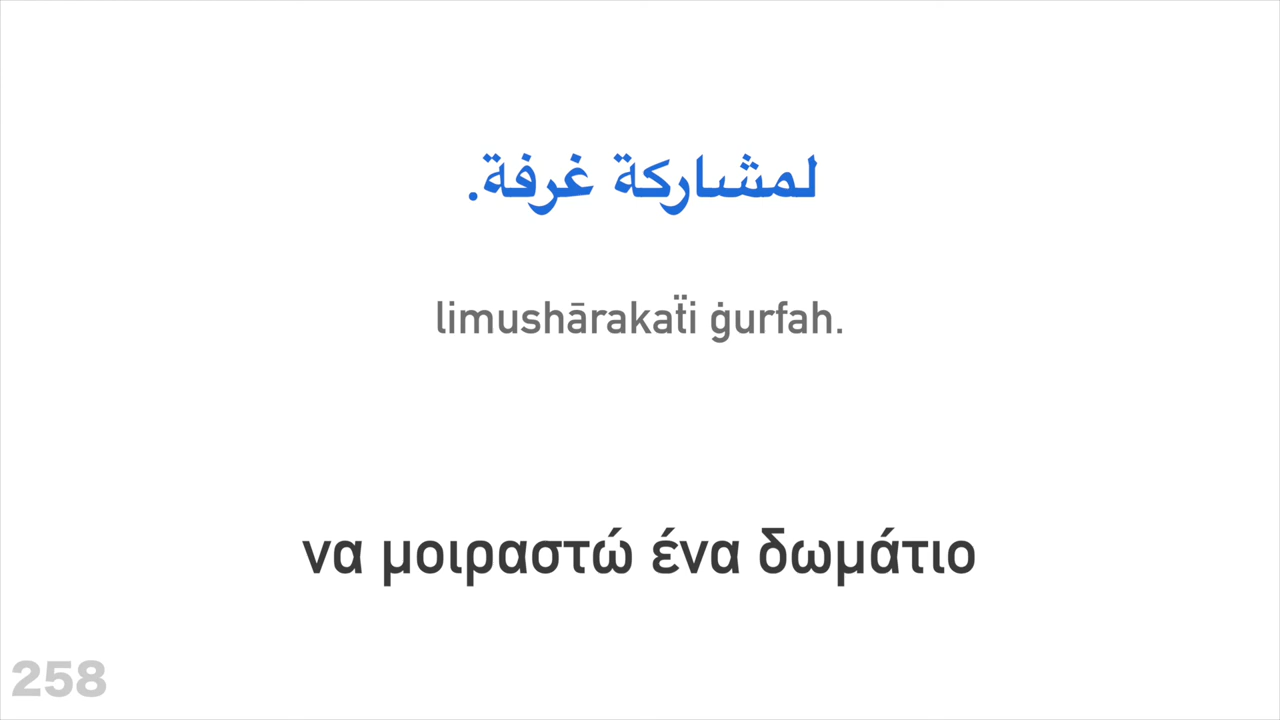 لمشاركة غرفة.
limushārakaẗi ġurfah.
να μοιραστώ ένα δωμάτιο
258